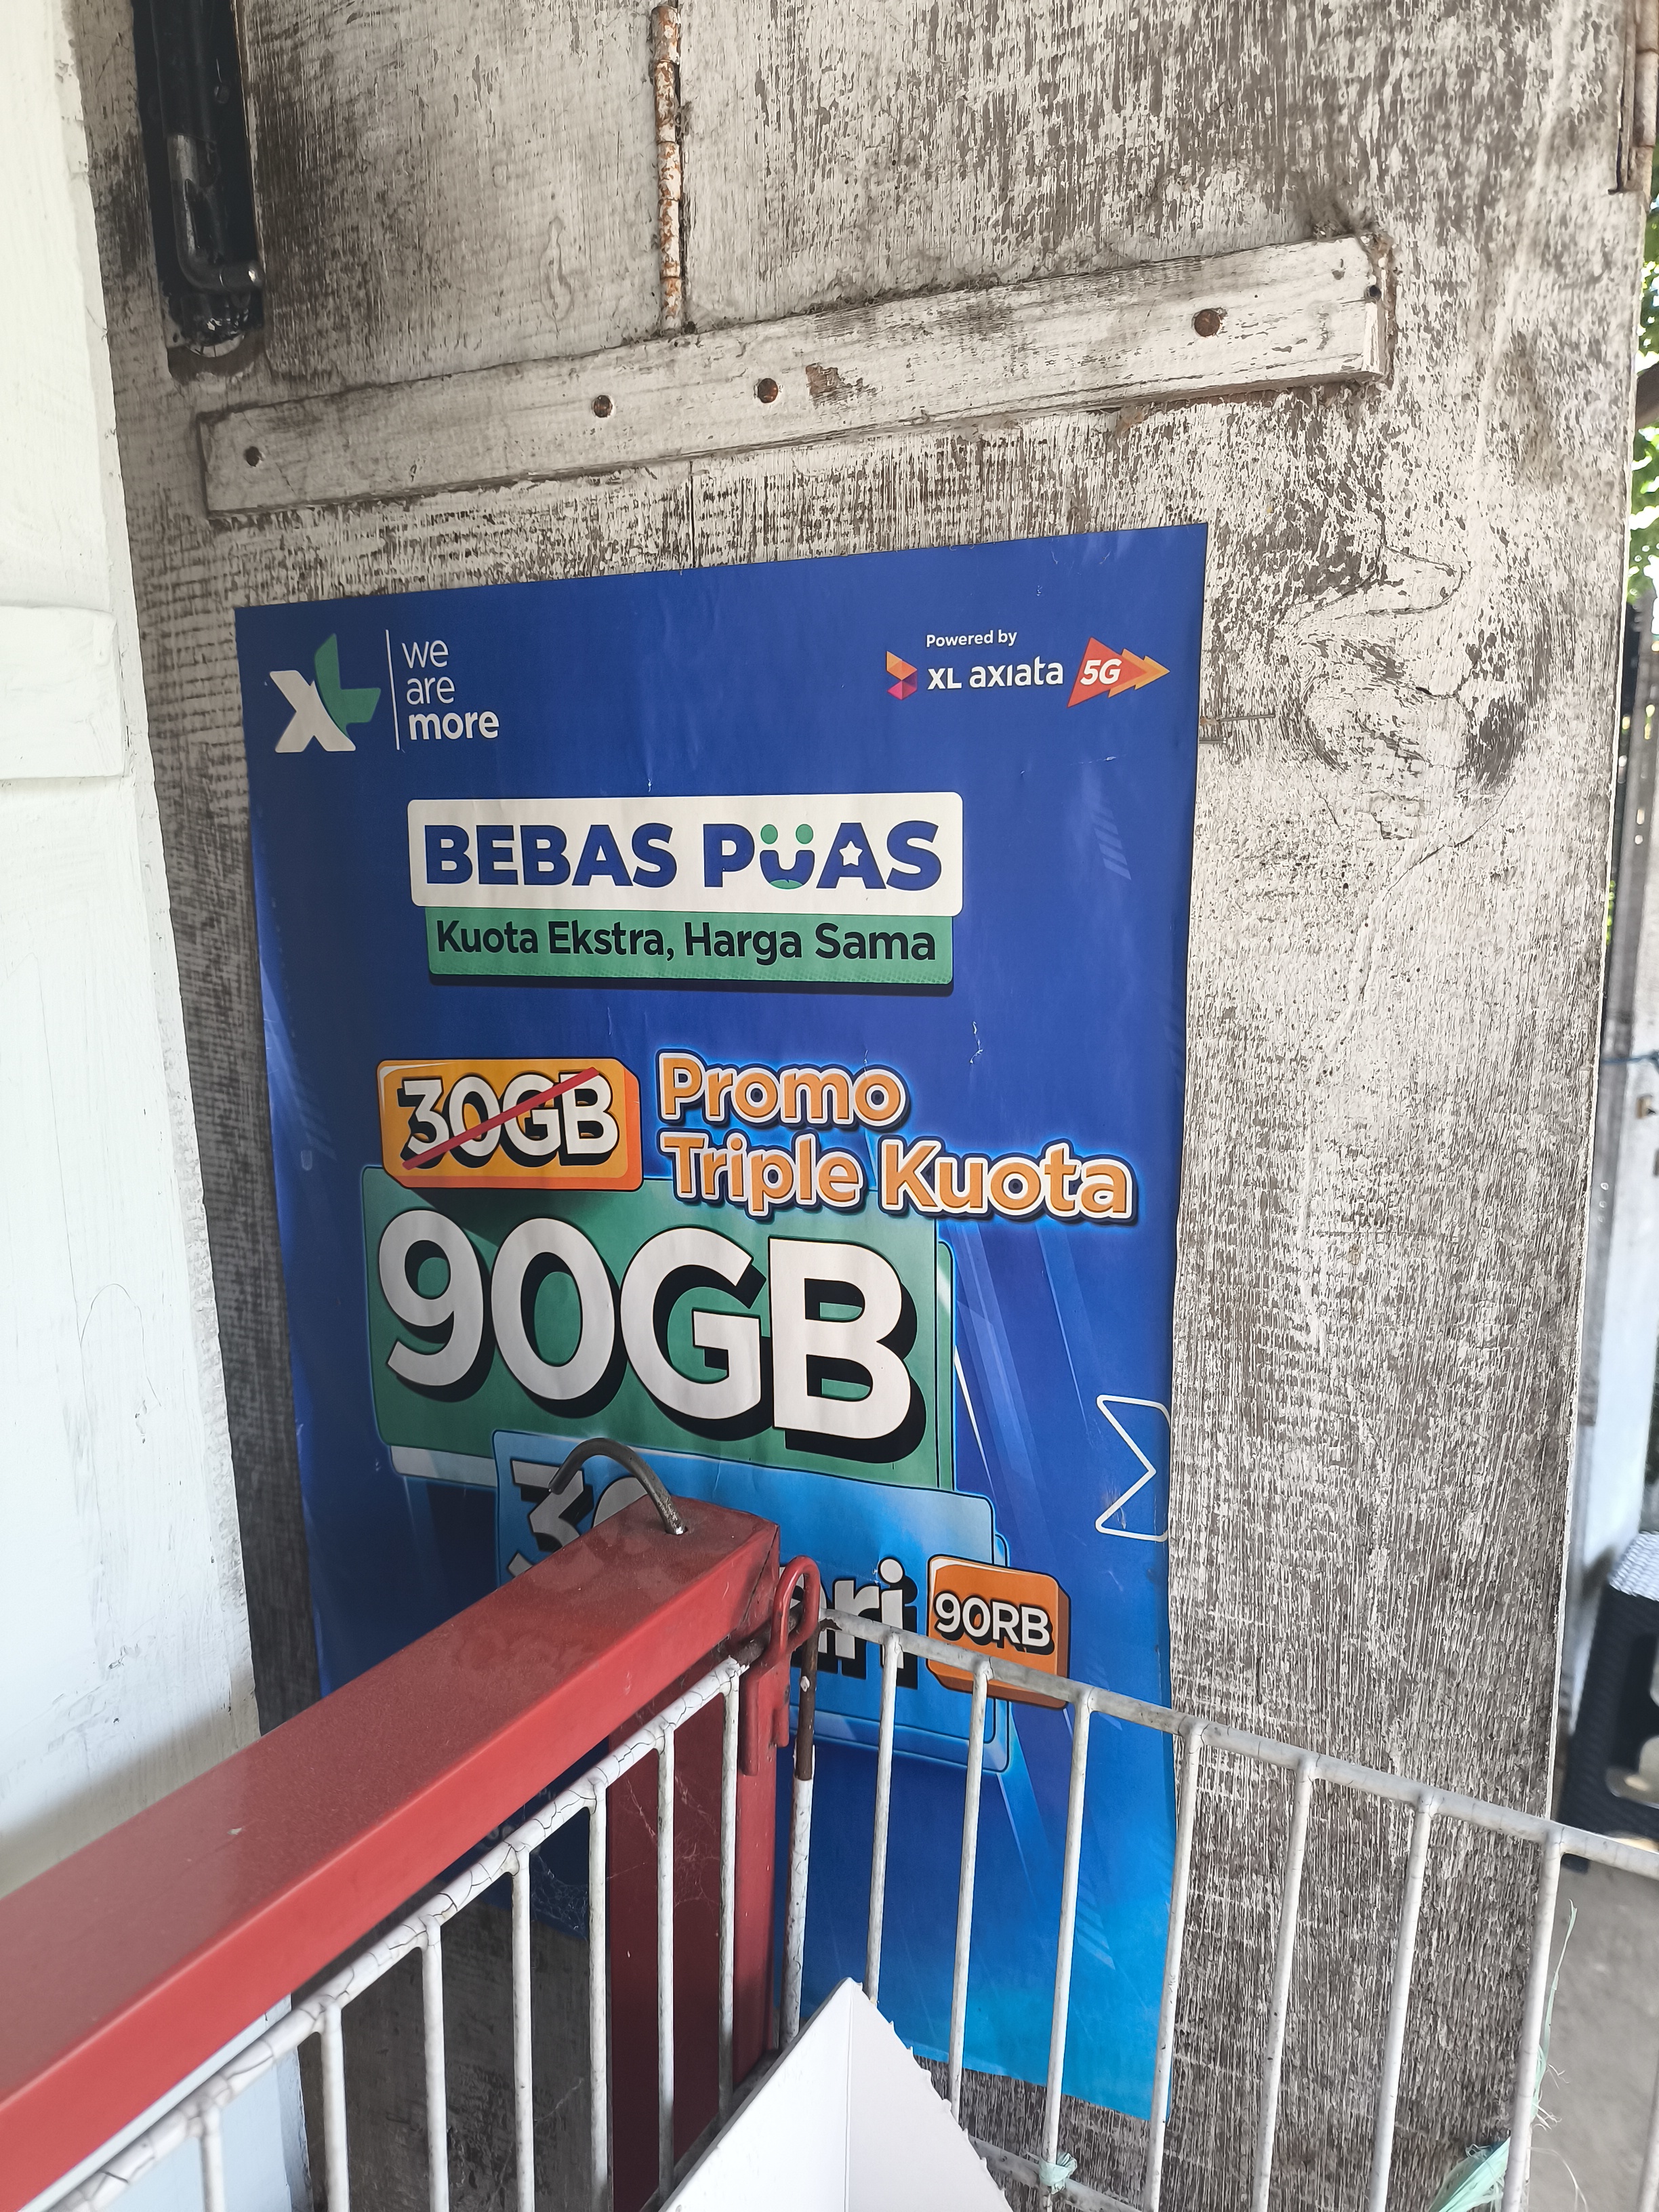 XL
we
are
more
Powered by
XL axiata 5G
BEBAS PUAS
Kuota Ekstra, Harga Sama
30GB
Promo
Triple Kuota
90GB
90RB